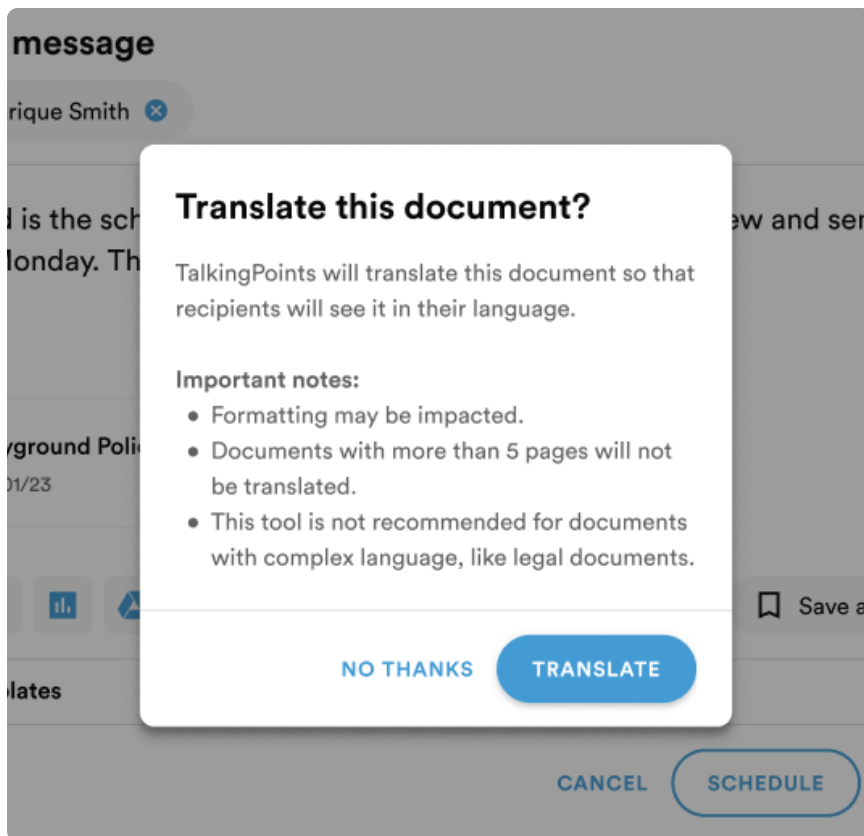 message
rique Smith
Translate this document?
TalkingPoints will translate this document so that
recipients will see it in their language.
Important notes:
• Formatting may be impacted.
• Documents with more than 5 pages will not
be translated.
• This tool is not recommended for documents
with complex language, like legal documents.
NO THANKS
TRANSLATE
is the sch
ew and ser
onday. Th
yground Poli
01/23
Save a
lates
CANCEL
SCHEDULE